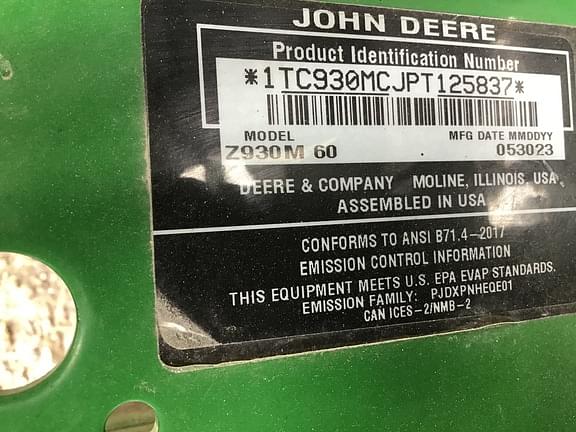 JOHN DEERE
Product Identification Number
*1TC930MCJPT125837*
MODEL MFG DATE MMDDYY
Z930M 60 053023
DEERE & COMPANY MOLINE, ILLINOIS, USA
ASSEMBLED IN USA
CONFORMS TO ANSI B71.4-2017
EMISSION CONTROL INFORMATION
THIS EQUIPMENT MEETS U.S. EPA EVAP STANDARDS.
EMISSION FAMILY: PJDXPNHEQE01
CAN ICES-2/NMB-2